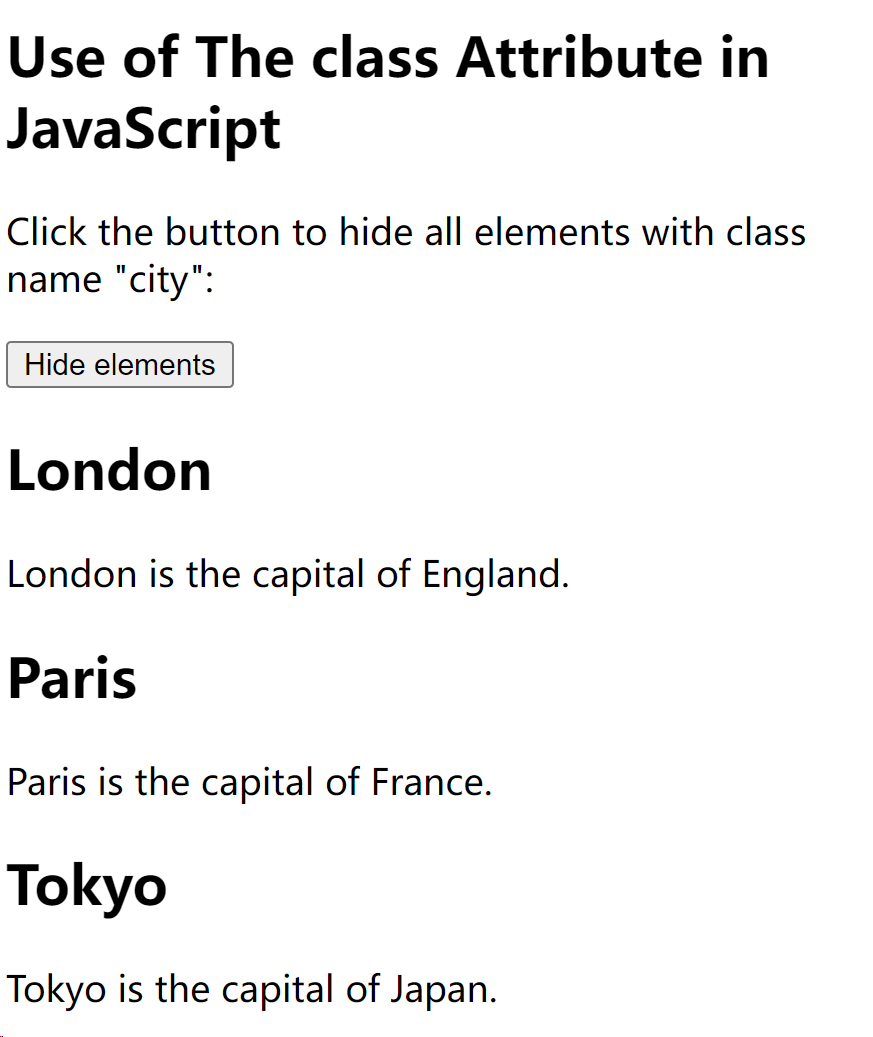 Use of The class Attribute in
JavaScript
Click the button to hide all elements with class
name "city":
Hide elements
London
London is the capital of England.
Paris
Paris is the capital of France.
Tokyo
Tokyo is the capital of Japan.